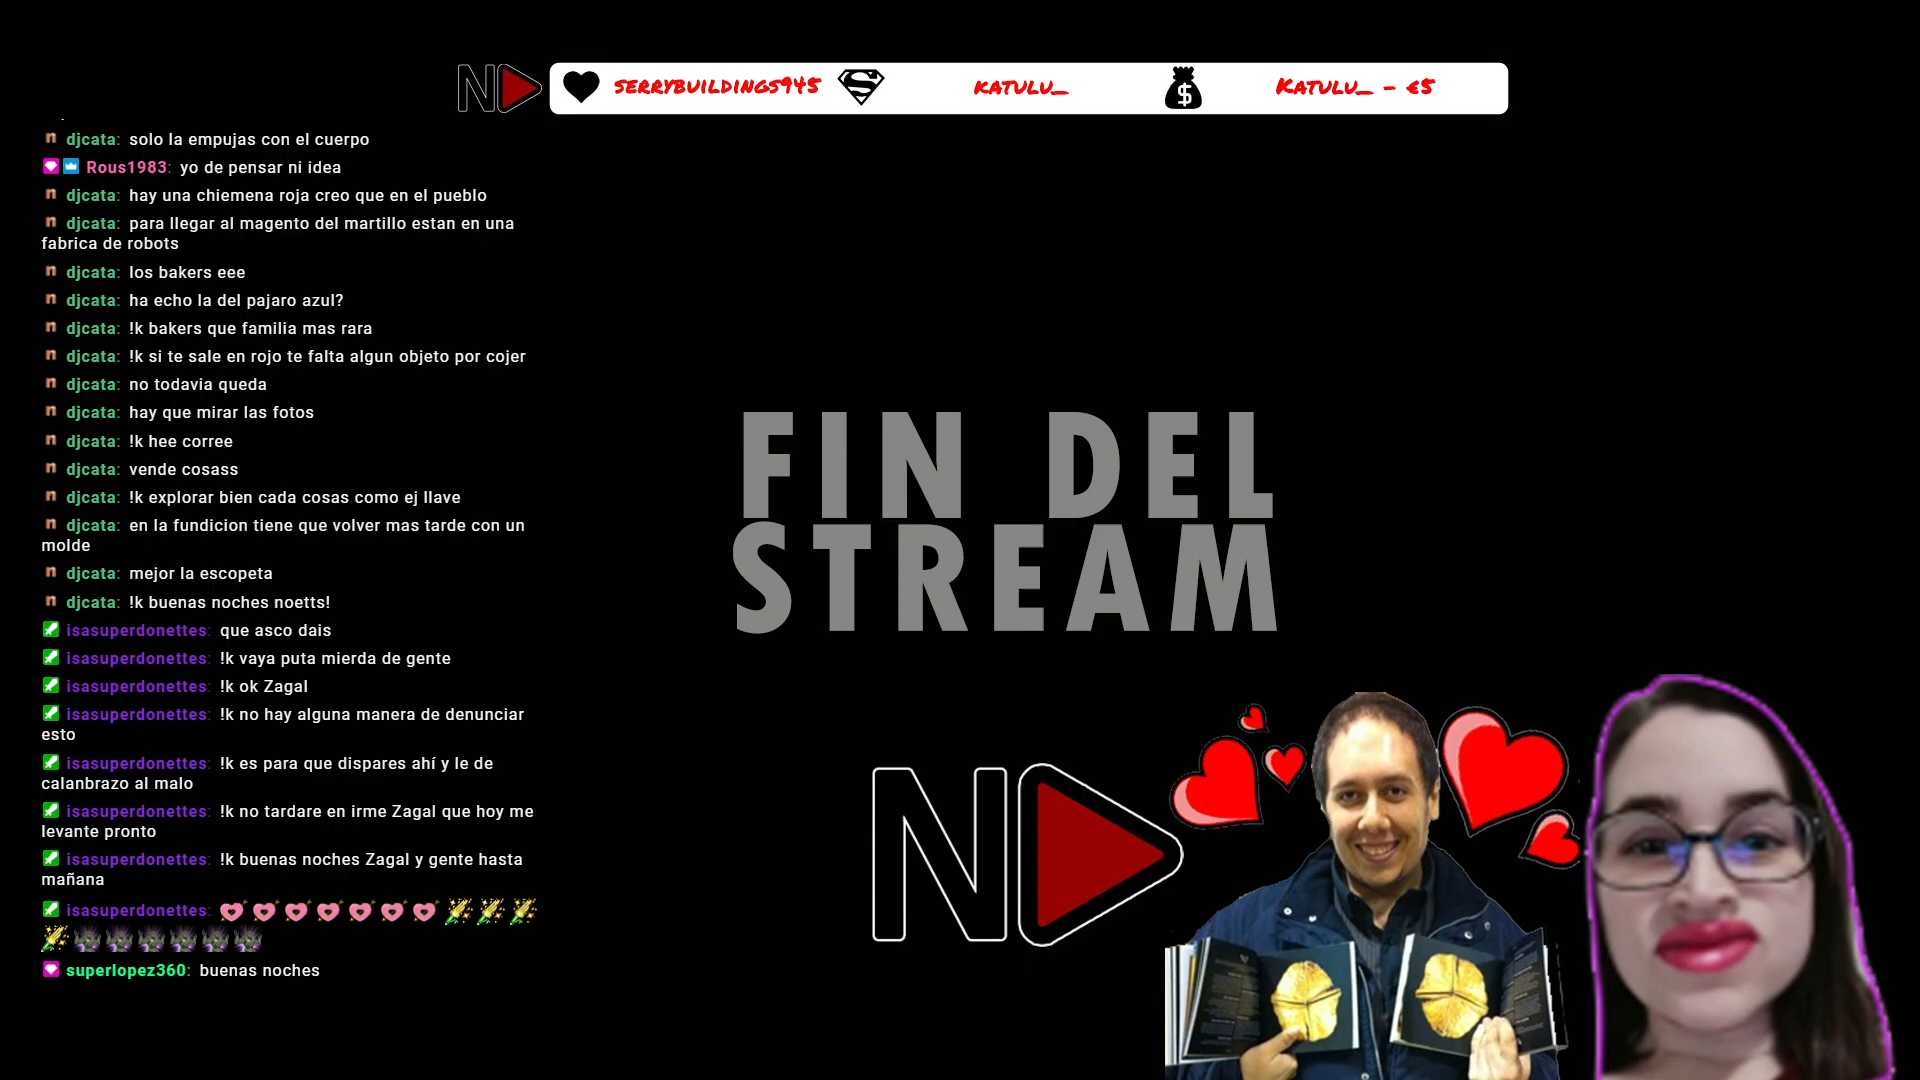 N
SERRYBUILDINGS945
KATULU_
KATULU_ - €5
djcata: solo la empujas con el cuerpo
Rous1983: yo de pensar ni idea
djcata: hay una chiemena roja creo que en el pueblo
djcata: para llegar al magento del martillo estan en una
fabrica de robots
djcata: los bakers eee
djcata: ha echo la del pajaro azul?
djcata: !k bakers que familia mas rara
djcata: !k si te sale en rojo te falta algun objeto por cojer
djcata: no todavia queda
djcata: hay que mirar las fotos
djcata: !k hee corree
djcata: vende cosass
djcata: !k explorar bien cada cosas como ej llave
djcata: en la fundicion tiene que volver mas tarde con un
molde
djcata: mejor la escopeta
djcata: !k buenas noches noetts!
isasuperdonettes: que asco dais
isasuperdonettes: !k vaya puta mierda de gente
isasuperdonettes: !k ok Zagal
isasuperdonettes: !k no hay alguna manera de denunciar
esto
isasuperdonettes: !k es para que dispares ahí y le de
calanbrazo al malo
isasuperdonettes: !k no tardare en irme Zagal que hoy me
levante pronto
isasuperdonettes: !k buenas noches Zagal y gente hasta
mañana
isasuperdonettes:
superlopez360: buenas noches
FIN DEL
STREAM
N